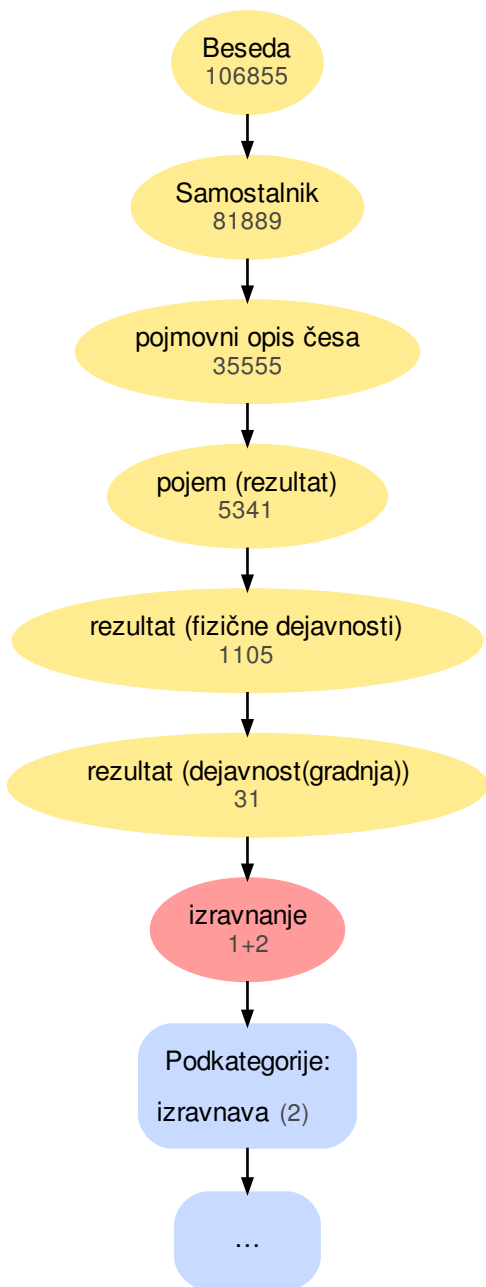 Beseda
106855
Samostalnik
81889
pojmovni opis česa
35555
pojem (rezultat)
5341
rezultat (fizične dejavnosti)
1105
rezultat (dejavnost(gradnja))
31
izravnanje
1+2
Podkategorije:
izravnava (2)
...